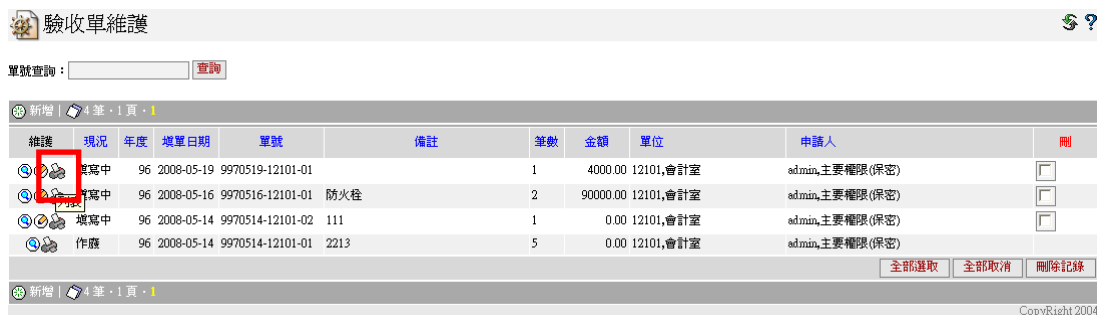 驗收單維護
?
單號查詢： 查詢
新增 | 4 筆 · 1 頁 · 1
維護 現況 年度 填單日期 單號 備註 筆數 金額 單位 申請人 刪
填寫中 96 2008-05-19 9970519-12101-01 1 4000.00 12101,會計室 admin,主要權限(保密)
填寫中 96 2008-05-16 9970516-12101-01 防火栓 2 90000.00 12101,會計室 admin,主要權限(保密)
填寫中 96 2008-05-14 9970514-12101-02 111 1 0.00 12101,會計室 admin,主要權限(保密)
作廢 96 2008-05-14 9970514-12101-01 2213 5 0.00 12101,會計室 admin,主要權限(保密)
全部選取 全部取消 刪除記錄
新增 | 4 筆 · 1 頁 · 1
CopyRight 2004